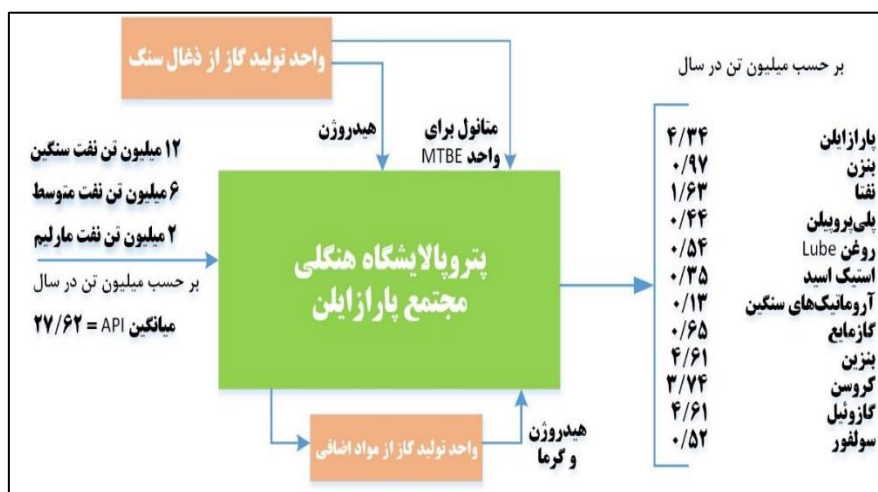 واحد تولید گاز از ذغال سنگ
هیدروژن
متانول برای
واحد MTBE
۱۲ میلیون تن نفت سنگین
۶ میلیون تن نفت متوسط
۲ میلیون تن نفت مارلیم
بر حسب میلیون تن در سال
میانگین API = ۲۷/۶۲
پتروپالایشگاه هنگلی
مجتمع پارازایلن
واحد تولید گاز از مواد اضافی
هیدروژن
و گرما
بر حسب میلیون تن در سال
پارازایلن ۴/۳۴
بنزن ۰/۹۷
نفتا ۱/۶۳
پلی‌پروپیلن ۰/۴۴
روغن Lube ۰/۵۴
استیک اسید ۰/۳۵
آروماتیک‌های سنگین ۰/۱۳
گازمایع ۰/۶۵
بنزین ۴/۶۱
کروسن ۳/۷۴
گازوئیل ۴/۶۱
سولفور ۰/۵۲